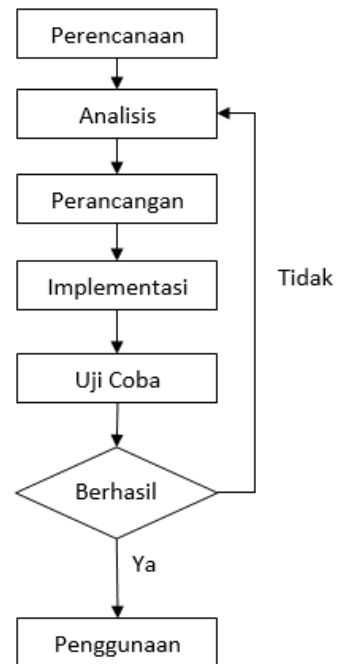 Perencanaan
Analisis
Perancangan
Implementasi
Tidak
Uji Coba
Berhasil
Ya
Penggunaan